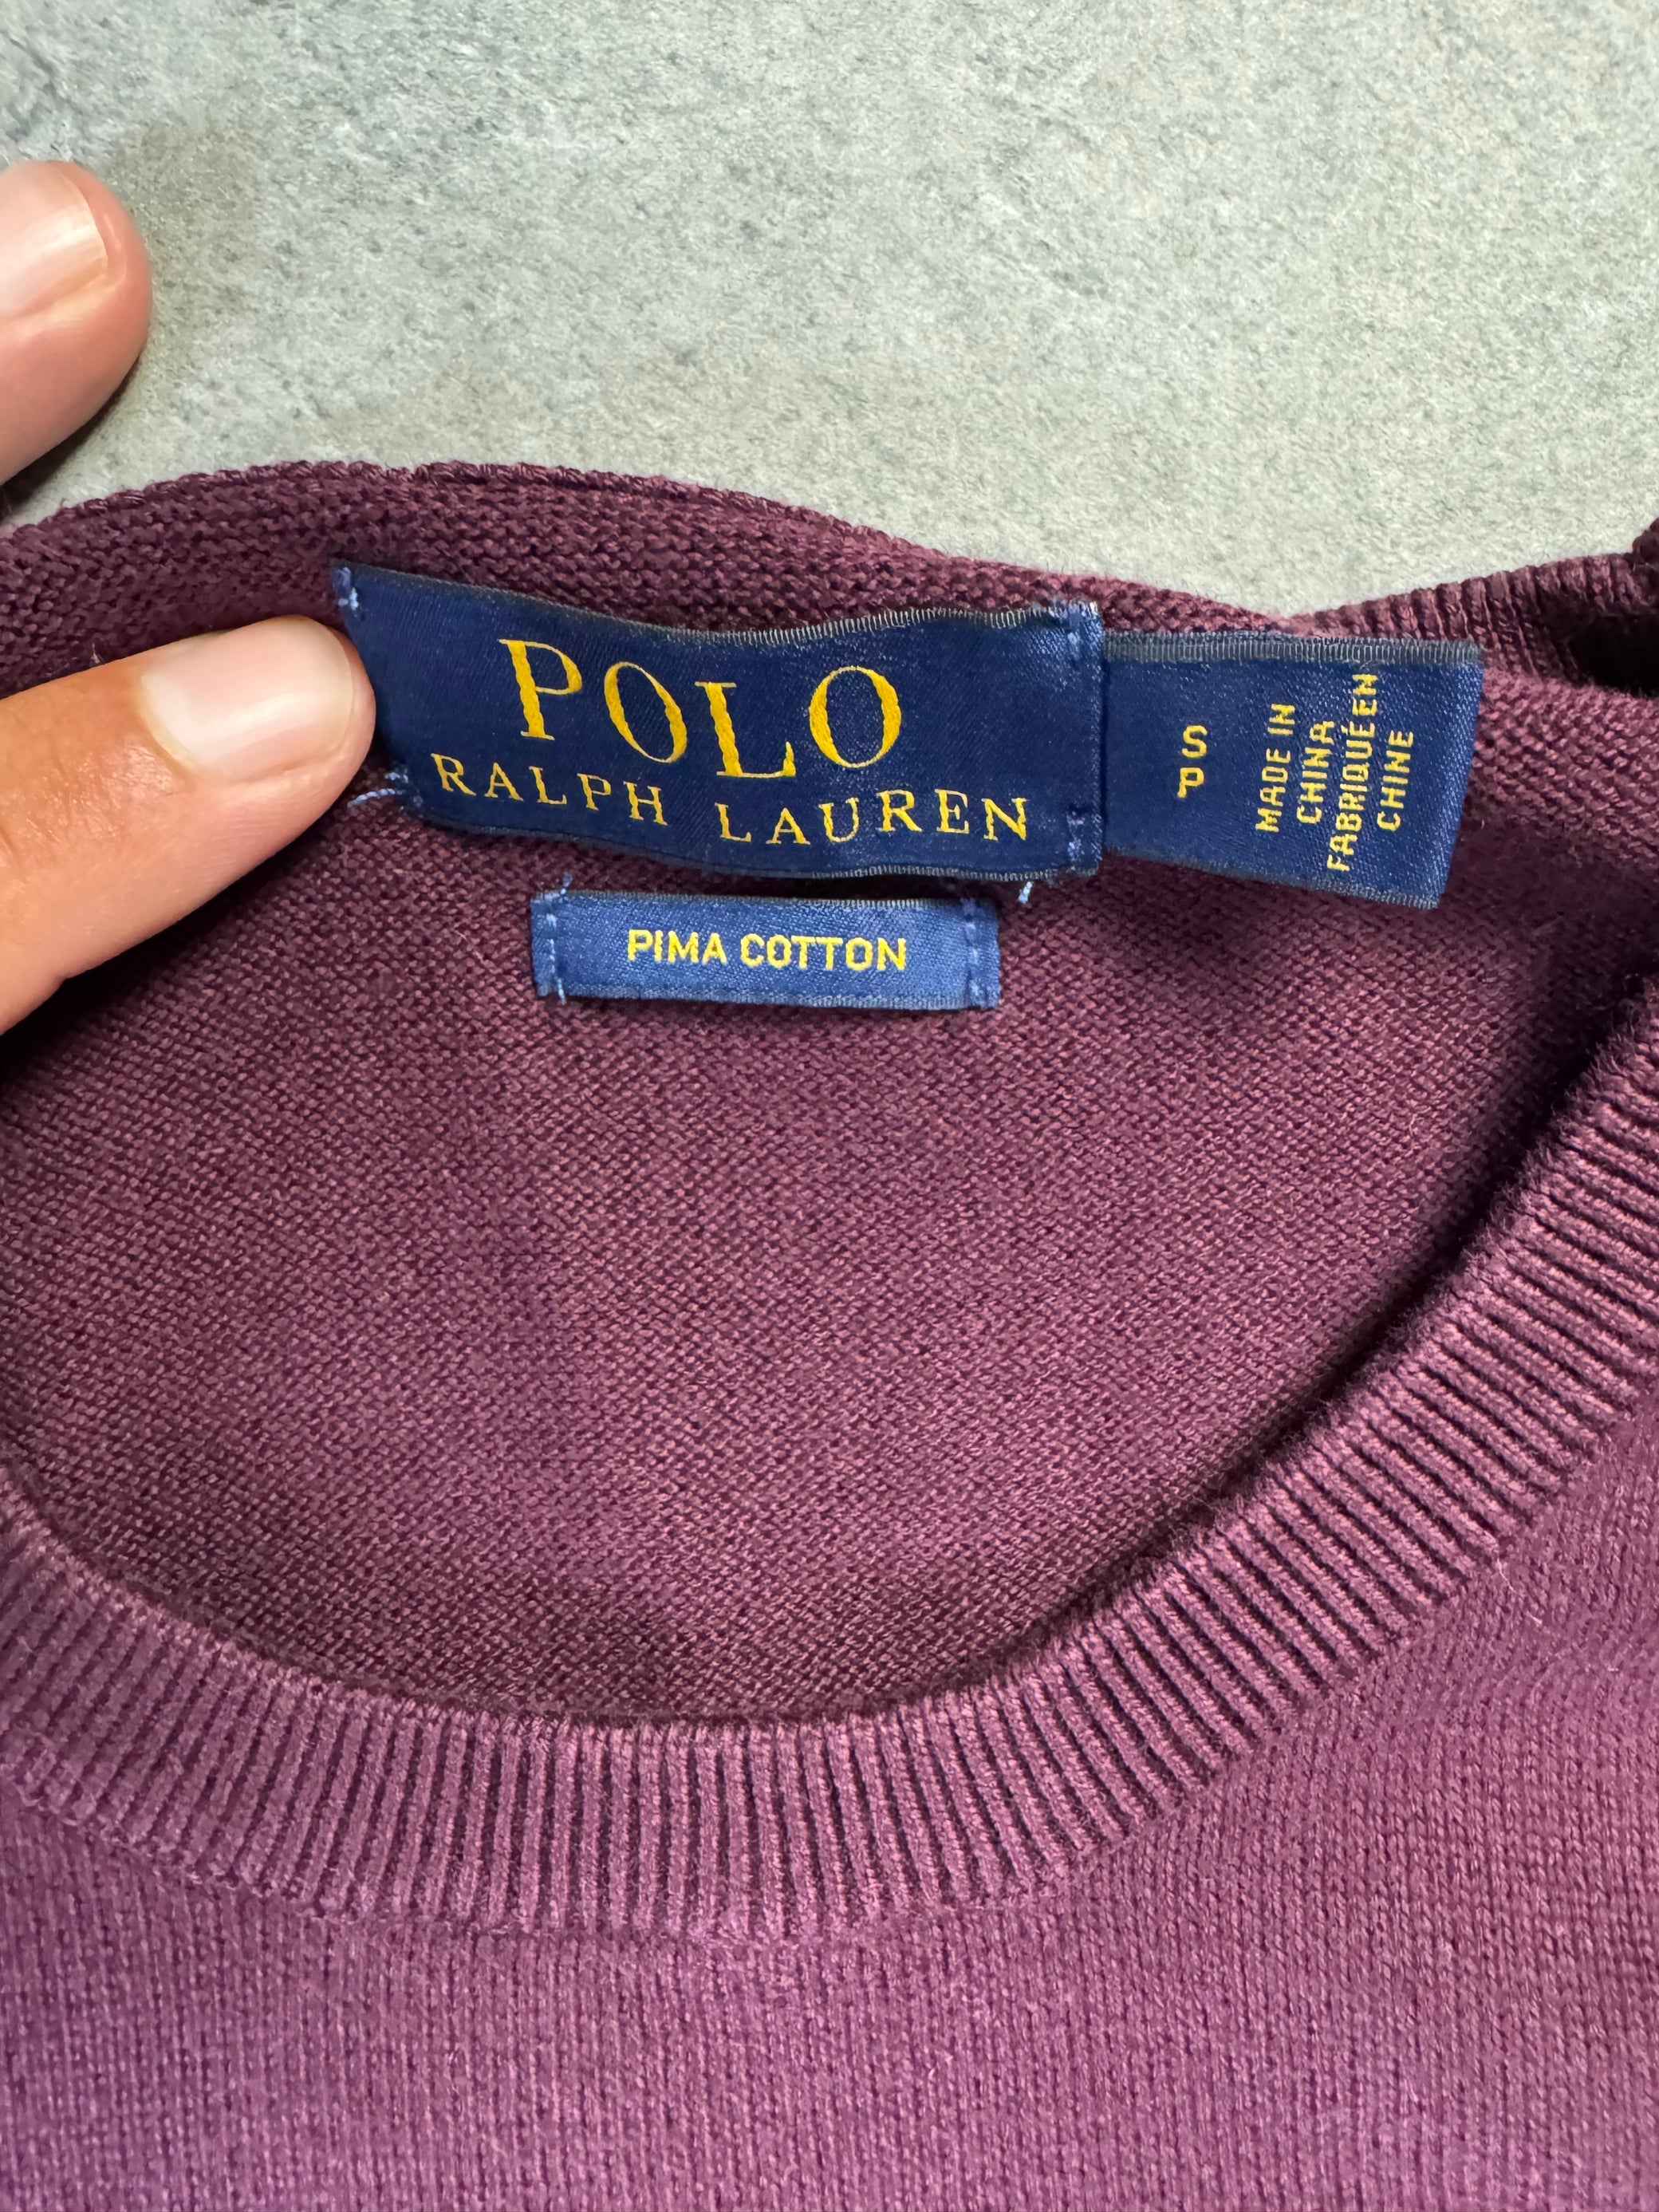 POLO
RALPH LAUREN
S
P
MADE IN
CHINA
FABRIQUÉ EN
CHINE
PIMA COTTON